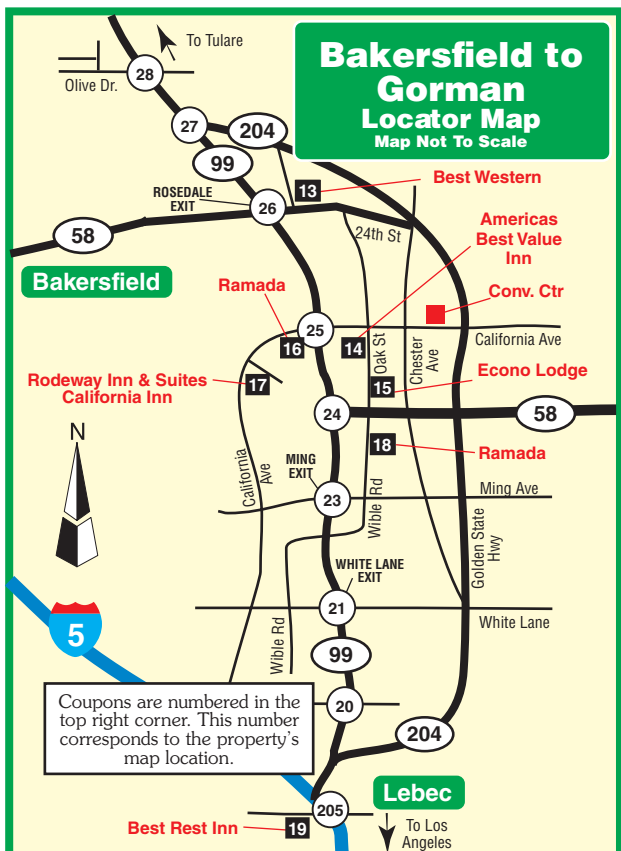 Bakersfield to
Gorman
Locator Map
Map Not To Scale
To Tulare
28
Olive Dr.
27
204
99
13
Best Western
ROSEDALE
EXIT
26
58
24th St
Americas
Best Value
Inn
Bakersfield
Ramada
Conv. Ctr
25
California Ave
16
14
Oak St
Chester
Ave
Rodeway Inn & Suites
California Inn
17
15
Econo Lodge
24
58
N
18
Ramada
California
Ave
MING
EXIT
23
Wible Rd
Ming Ave
Golden State
Hwy
WHITE LANE
EXIT
21
White Lane
5
Wible Rd
99
Coupons are numbered in the
top right corner. This number
corresponds to the property's
map location.
20
204
Lebec
205
Best Rest Inn
19
To Los
Angeles